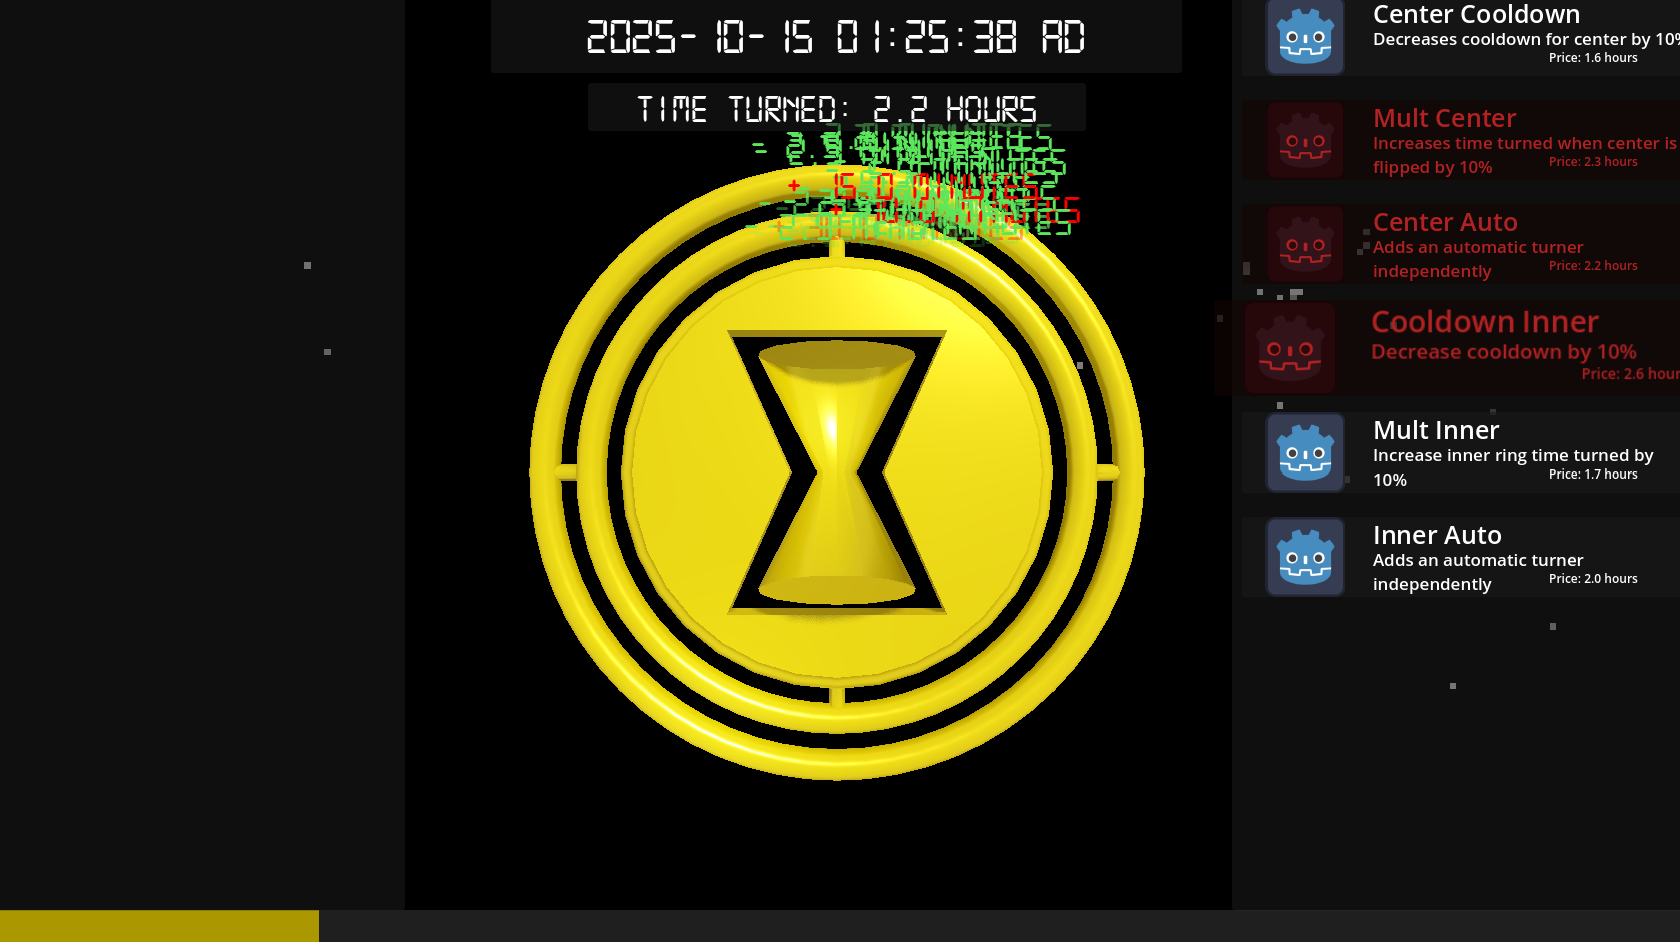 2025-10-15 01:25:38 AD
TIME TURNED: 2.2 HOURS
Center Cooldown
Decreases cooldown for center by 10%
Price: 1.6 hours
Mult Center
Increases time turned when center is
flipped by 10%
Price: 2.3 hours
Center Auto
Adds an automatic turner
independently
Price: 2.2 hours
Cooldown Inner
Decrease cooldown by 10%
Price: 2.6
Mult Inner
Increase inner ring time turned by
10%
Price: 1.7 hours
Inner Auto
Adds an automatic turner
independently
Price: 2.0 hours